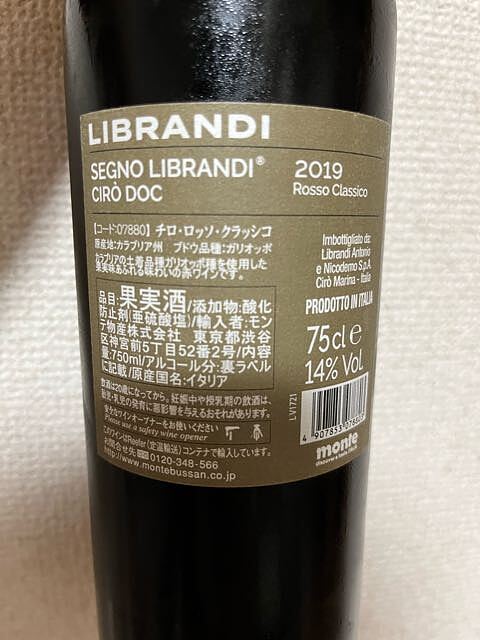 LIBRANDI
SEGNO LIBRANDI®
CIRÒ DOC
2019
Rosso Classico
【コード:07880】チロ・ロッソ・クラッシコ
原産地:カラブリア州 ブドウ品種:ガリオッポ
カラブリアの土着品種ガリオッポ種を使用した
果実味あふれる味わいの赤ワインです。
品目:果実酒/添加物:酸化
防止剤(亜硫酸塩)/輸入者:モン
テ物産株式会社 東京都渋谷
区神宮前5丁目52番2号/内容
量:750ml/アルコール分:裏ラベル
に記載/原産国名:イタリア
飲酒は20歳になってから。妊娠中や授乳期の飲酒は、
胎児・乳児の発育に悪影響を与えるおそれがあります。
安全なワインオープナーをお使いください
Please use a safety wine opener
このワインはReefer(定温輸送)コンテナで輸入しています。
お問合せ先 0120-348-566
http://www.montebussan.co.jp
Imbottigliato da:
Librandi Antonio
e Nicodemo S.p.A.
Cirò Marina - Italia
PRODOTTO IN ITALIA
75cl e
14% Vol.
L V1721
monte